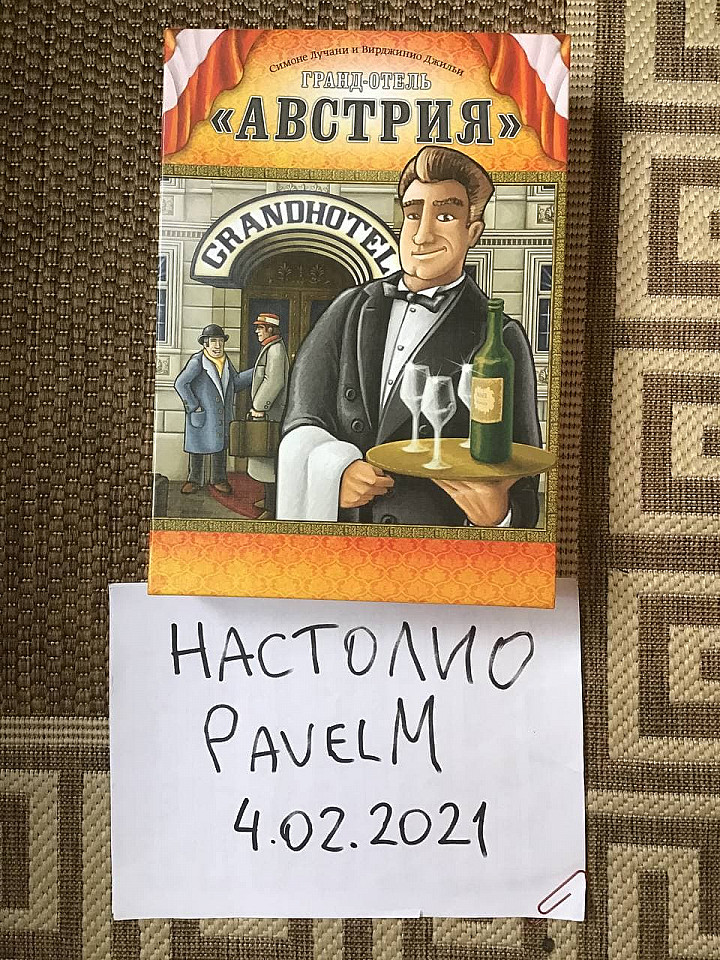 Симоне Лучани и Вирджинио Джильи
ГРАНД-ОТЕЛЬ
«АВСТРИЯ»
GRANDHOTEL
НАСТОЛИО
PAVELM
4.02.2021